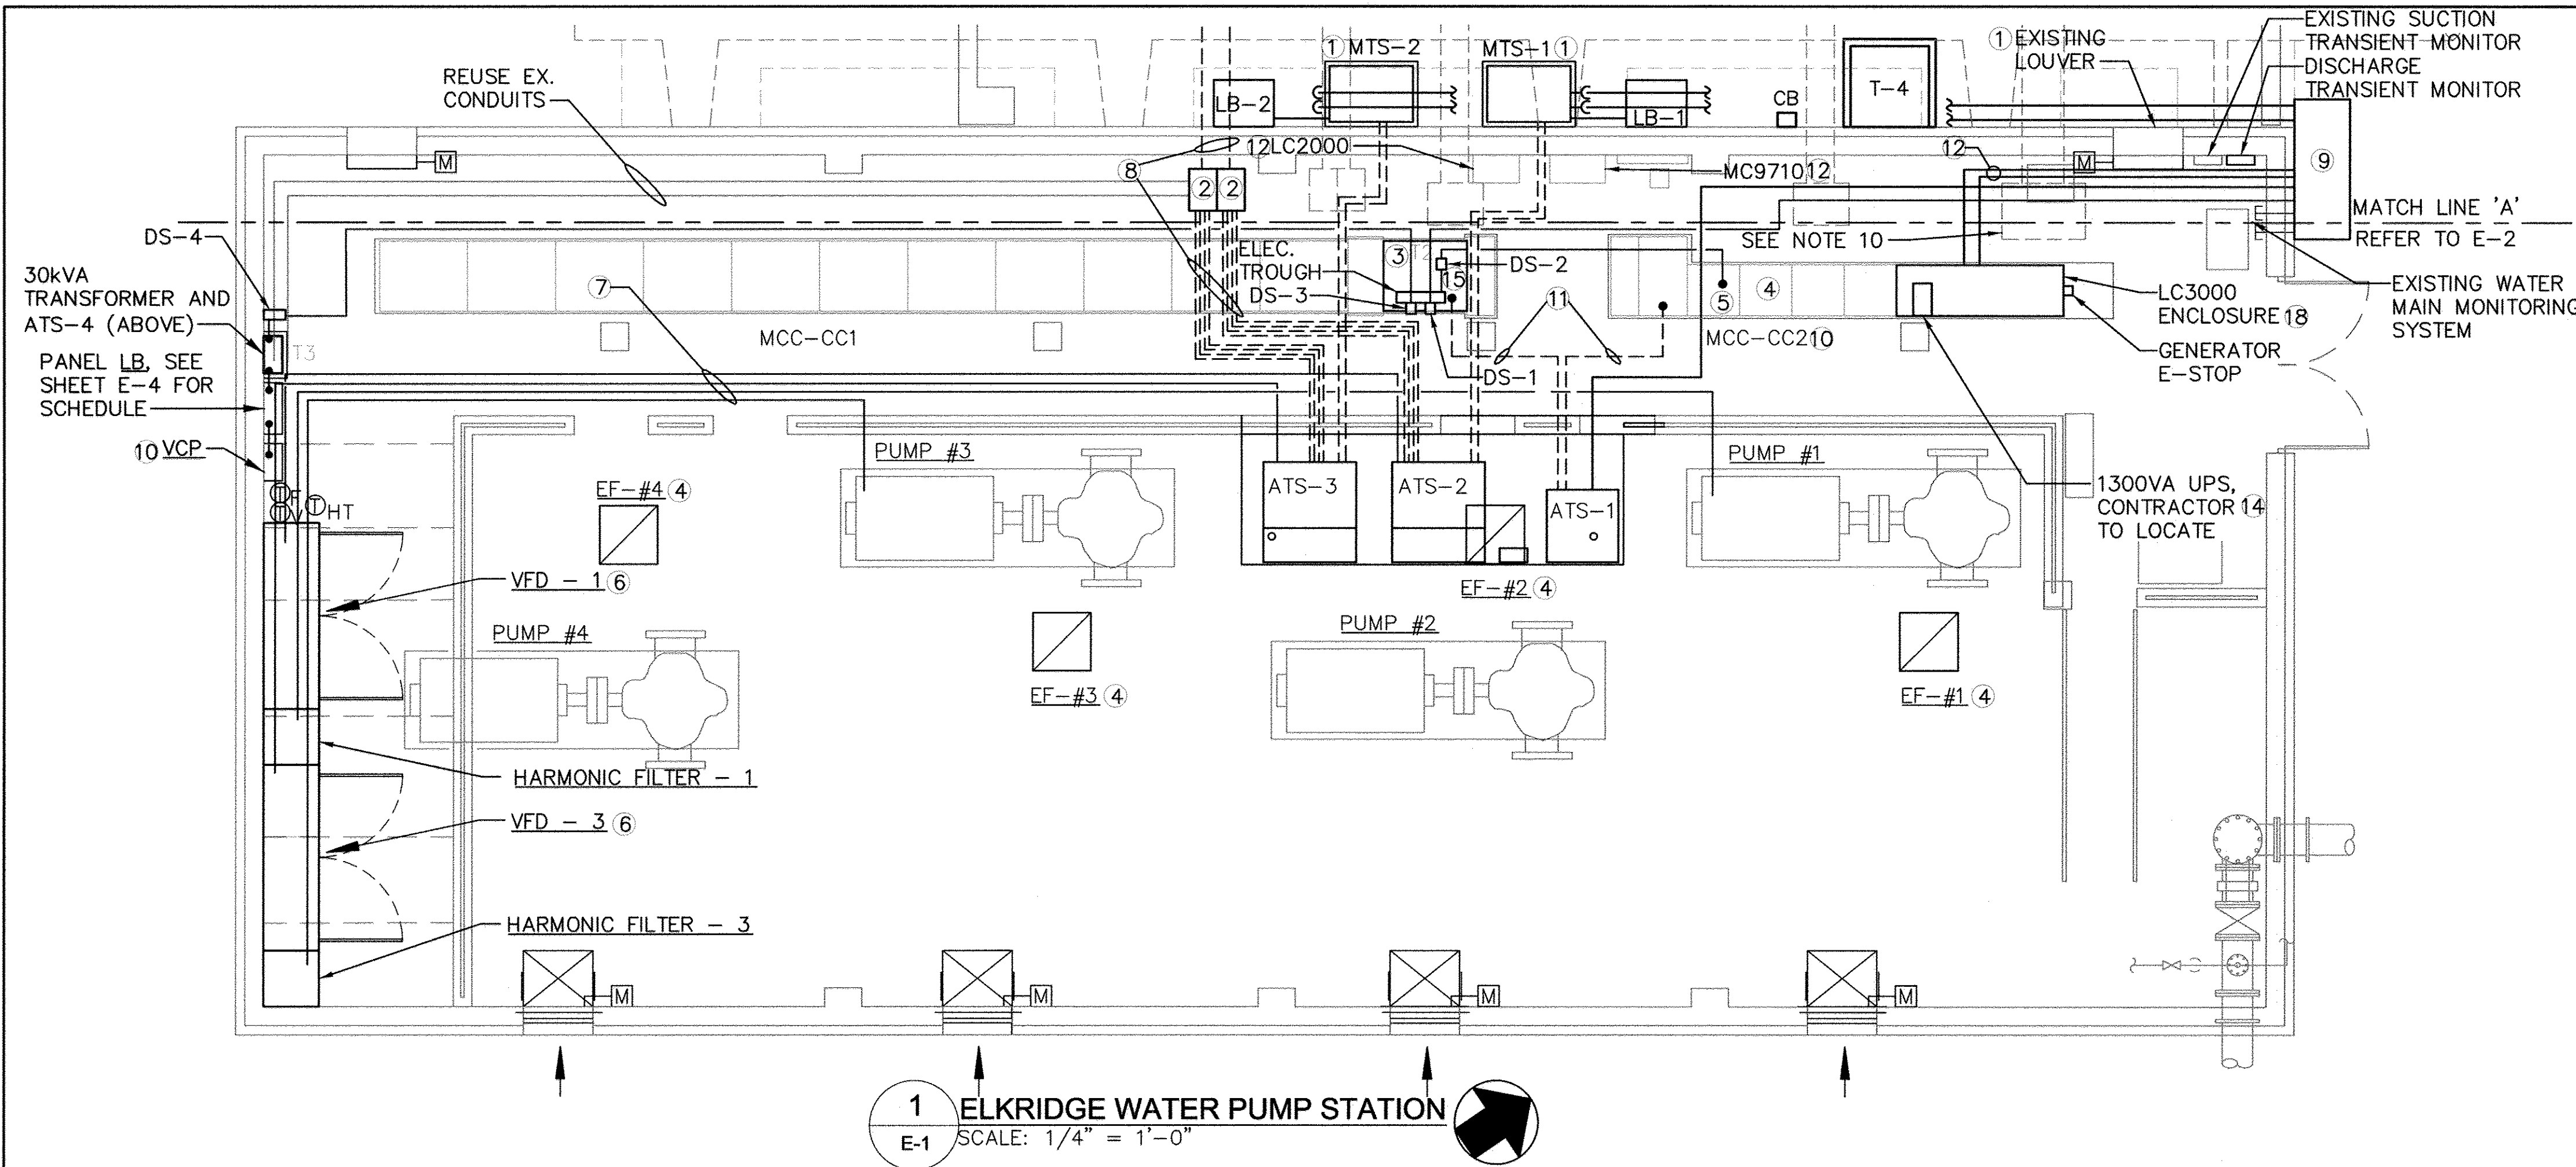 EXISTING SUCTION
TRANSIENT MONITOR
DISCHARGE
TRANSIENT MONITOR
① EXISTING
LOUVER
① MTS-2
MTS-1 ①
REUSE EX.
CONDUITS
LB-2
LB-1
CB
T-4
M
⑫ LC2000
MC9710 ⑫
⑫
M
⑨
⑧
② ②
MATCH LINE 'A'
REFER TO E-2
SEE NOTE 10
DS-4
ELEC.
TROUGH
③
T2
DS-2
DS-3
⑮
⑤
④
30kVA
TRANSFORMER AND
ATS-4 (ABOVE)
⑦
⑪
LC3000
ENCLOSURE ⑱
EXISTING WATER
MAIN MONITORING
SYSTEM
T3
MCC-CC1
MCC-CC2 ⑩
DS-1
GENERATOR
E-STOP
PANEL LB, SEE
SHEET E-4 FOR
SCHEDULE
⑩ VCP
PUMP #3
PUMP #1
EF-#4 ④
ATS-3
ATS-2
ATS-1
1300VA UPS,
CONTRACTOR ⑭
TO LOCATE
T
T
T HT
VFD - 1 ⑥
EF-#2 ④
PUMP #4
PUMP #2
EF-#3 ④
EF-#1 ④
HARMONIC FILTER - 1
VFD - 3 ⑥
HARMONIC FILTER - 3
M
M
M
M
1
E-1
ELKRIDGE WATER PUMP STATION
SCALE: 1/4" = 1'-0"